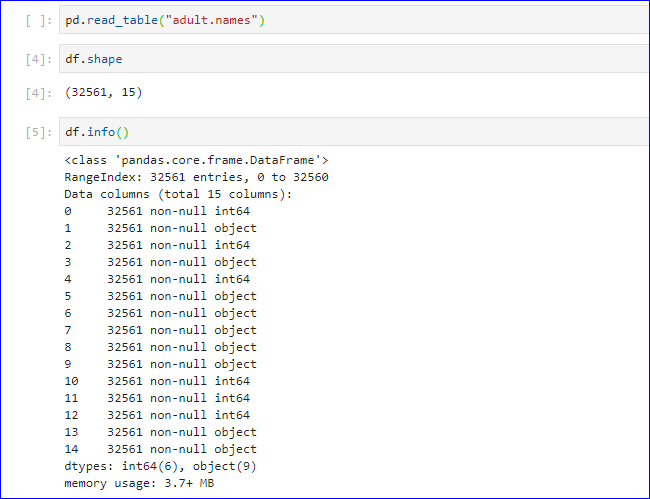 [ ]: pd.read_table("adult.names")
[4]: df.shape
[4]: (32561, 15)
[5]: df.info()
<class 'pandas.core.frame.DataFrame'>
RangeIndex: 32561 entries, 0 to 32560
Data columns (total 15 columns):
0     32561 non-null int64
1     32561 non-null object
2     32561 non-null int64
3     32561 non-null object
4     32561 non-null int64
5     32561 non-null object
6     32561 non-null object
7     32561 non-null object
8     32561 non-null object
9     32561 non-null object
10    32561 non-null int64
11    32561 non-null int64
12    32561 non-null int64
13    32561 non-null object
14    32561 non-null object
dtypes: int64(6), object(9)
memory usage: 3.7+ MB